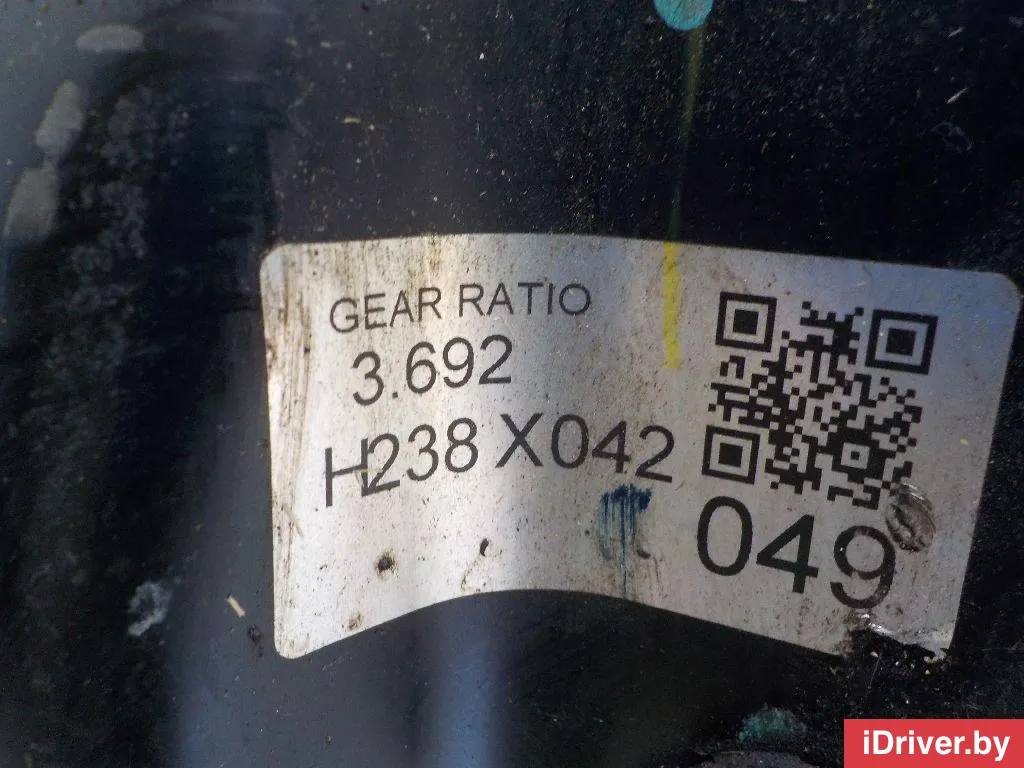 GEAR RATIO
3.692
H238 X042
049
iDriver.by